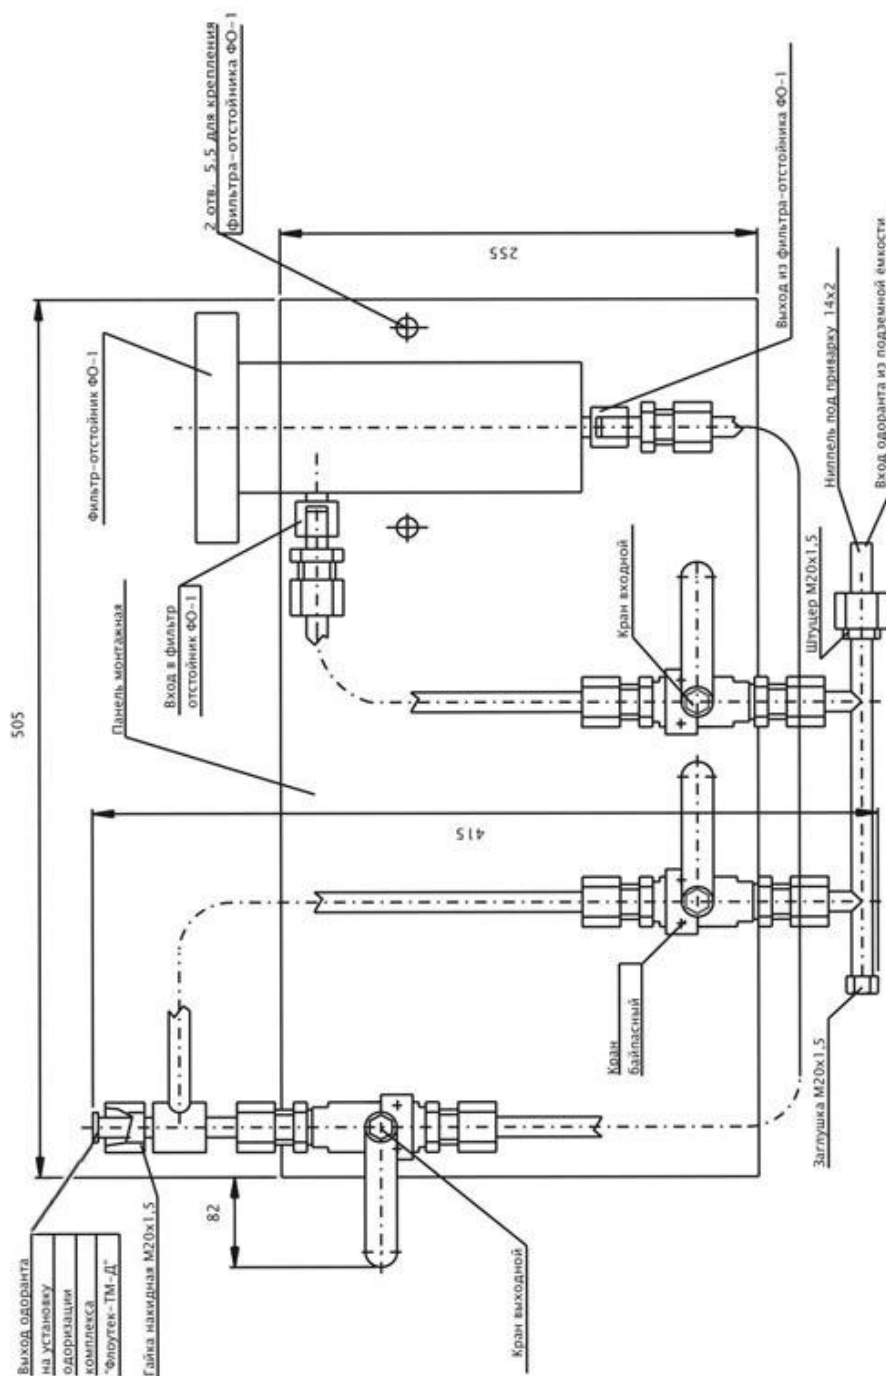 505
2 отв. 5,5 для крепления
фильтра-отстойника ФО-1
Фильтр-отстойник ФО-1
255
Выход из фильтра-отстойника ФО-1
Панель монтажная
Вход в фильтр
отстойник ФО-1
Кран входной
Ниппель под приварку 14х2
Вход одоранта из подземной ёмкости
Штуцер М20х1,5
415
Кран
байпасный
Заглушка М20х1,5
82
Выход одоранта
на установку
одоризации
комплекса
"Флоутек-ТМ-Д"
Гайка накидная М20х1,5
Кран выходной